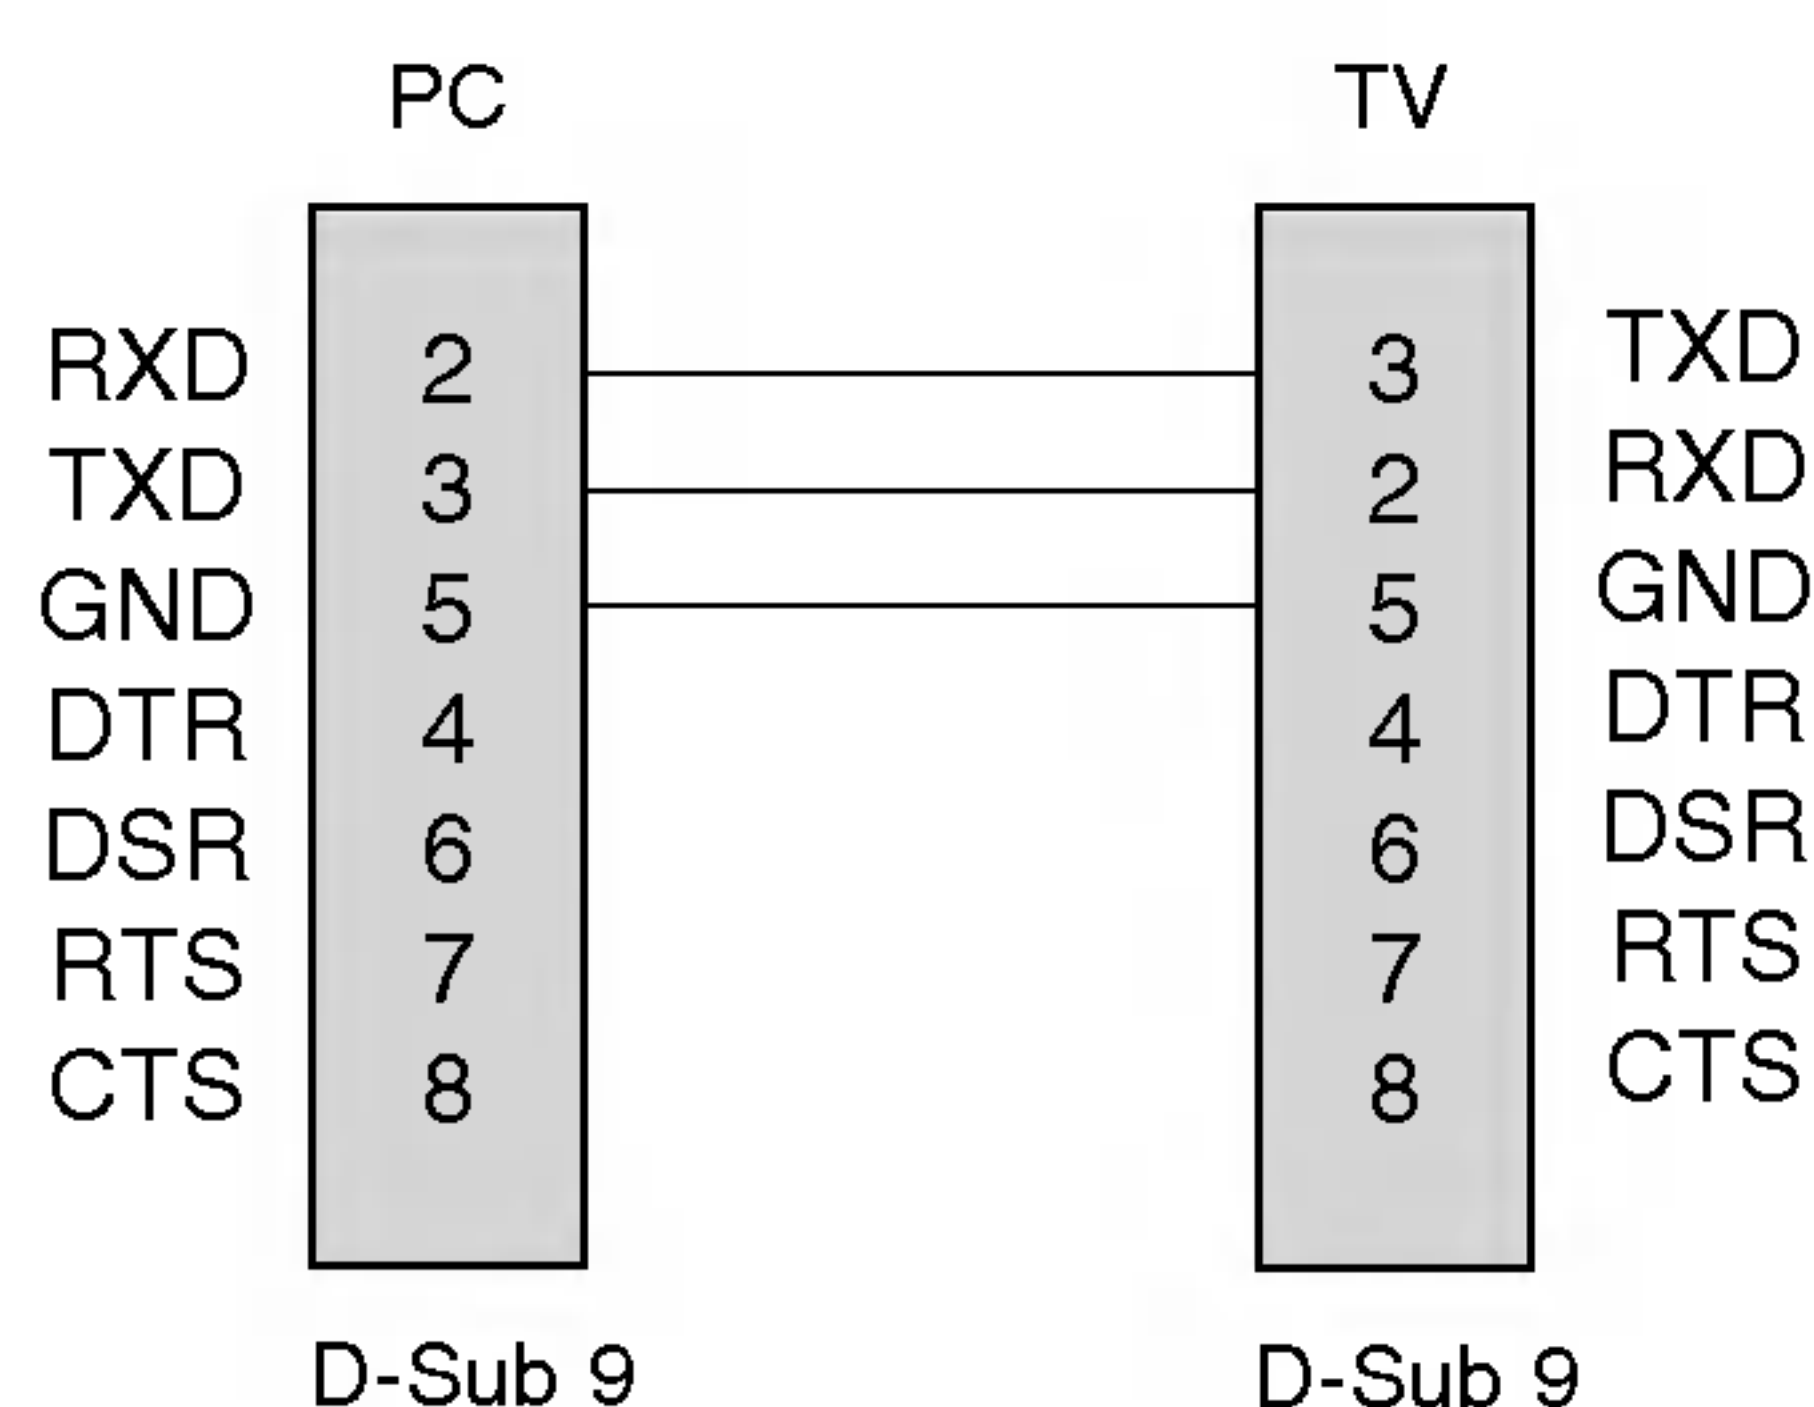 PC TV
RXD 2 3 TXD
TXD 3 2 RXD
GND 5 5 GND
DTR 4 4 DTR
DSR 6 6 DSR
RTS 7 7 RTS
CTS 8 8 CTS
D-Sub 9 D-Sub 9